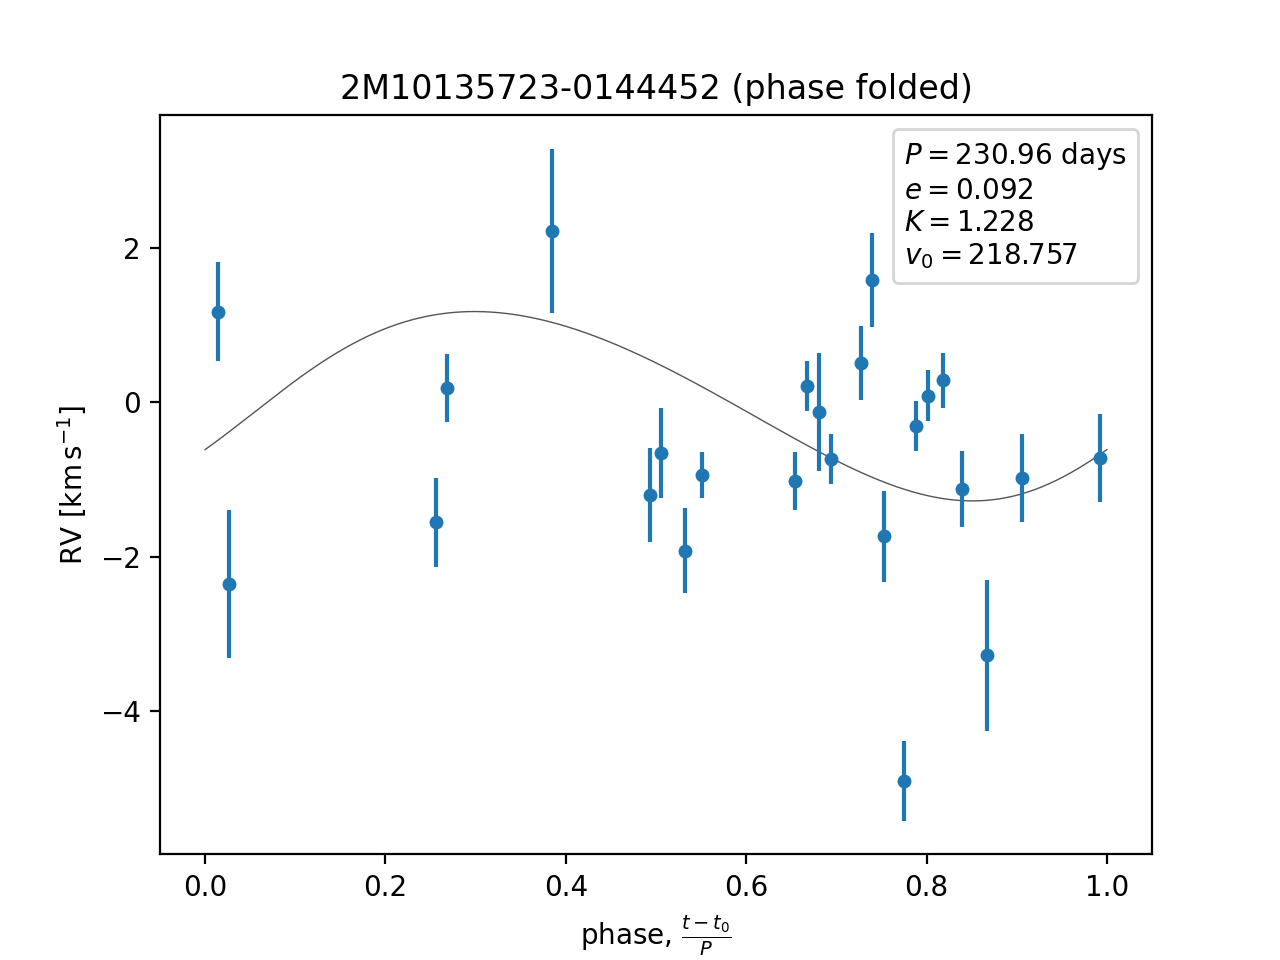 2M10135723-0144452 (phase folded)
P = 230.96 days
e = 0.092
K = 1.228
v₀ = 218.757
RV [km s⁻¹]
2
0
−2
−4
0.0 0.2 0.4 0.6 0.8 1.0
phase, (t − t₀)/P